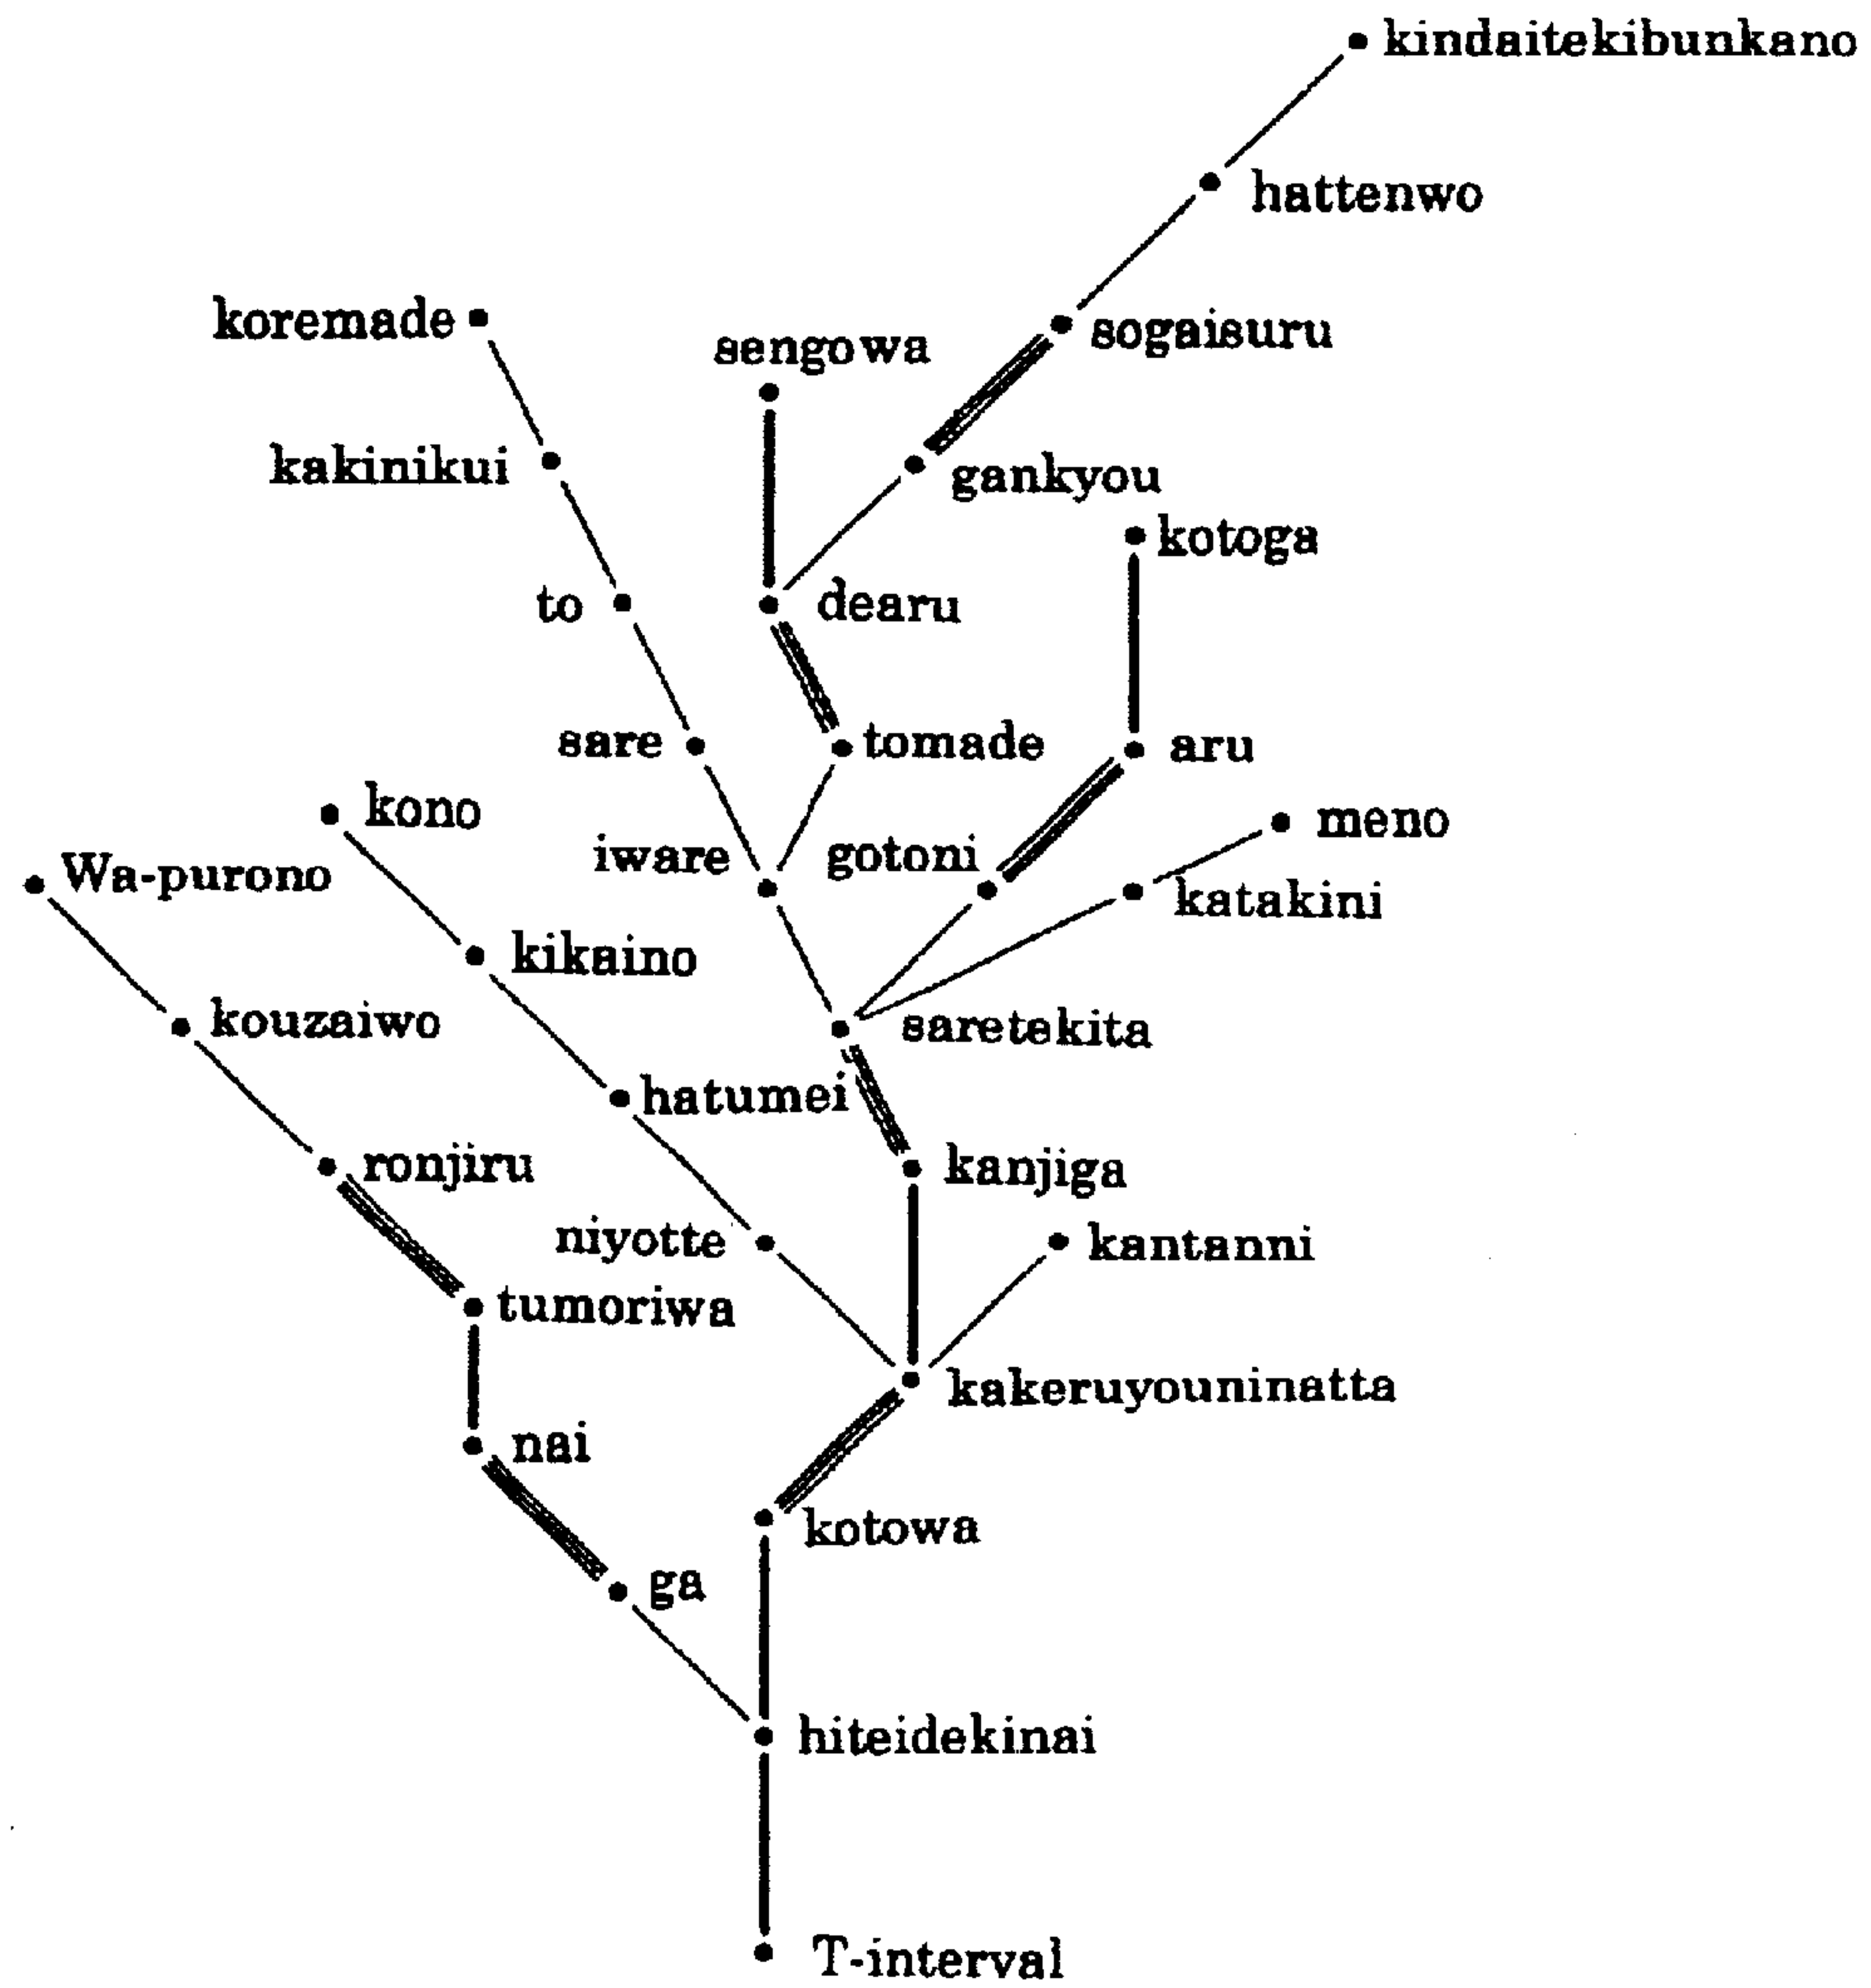 kindaitekibunkano
hattenwo
koremade
sogaisuru
sengowa
kakinikui
gankyou
kotoga
to
dearu
sare
tomade
aru
kono
meno
iware
gotoni
Wa-purono
katakini
kikaino
kouzaiwo
saretekita
hatumei
ronjiru
kanjiga
niyotte
kantanni
tumoriwa
kakeruyouninatta
nai
kotowa
ga
hiteidekinai
T-interval